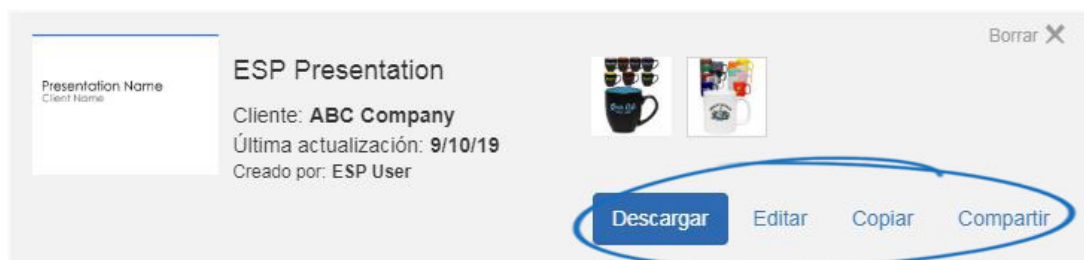 Borrar
Presentation Name
Client Name
ESP Presentation
Cliente: ABC Company
Última actualización: 9/10/19
Creado por: ESP User
Descargar Editar Copiar Compartir